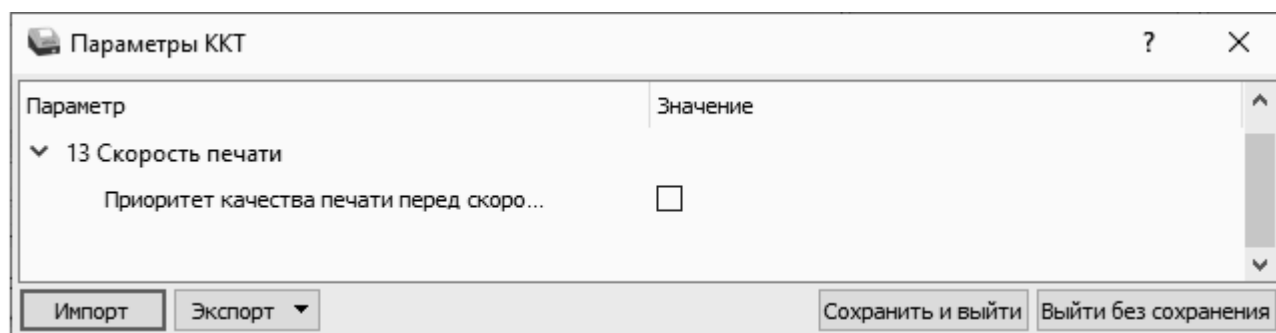 Параметры ККТ
?
Параметр Значение
13 Скорость печати
Приоритет качества печати перед скоро...
Импорт Экспорт Сохранить и выйти Выйти без сохранения